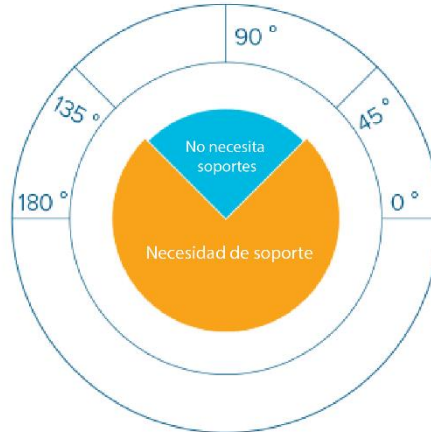 90 °
135 °
45 °
No necesita
soportes
180 °
0 °
Necesidad de soporte